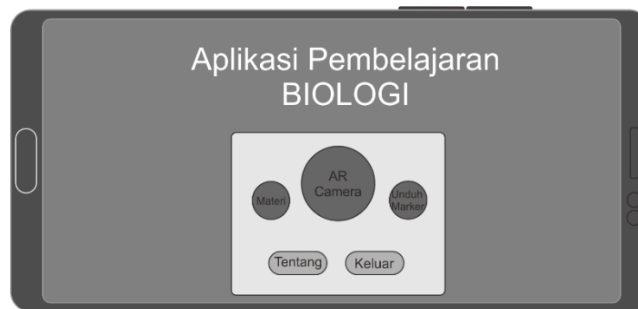 Aplikasi Pembelajaran
BIOLOGI
AR
Camera
Materi
Unduh
Marker
Tentang
Keluar